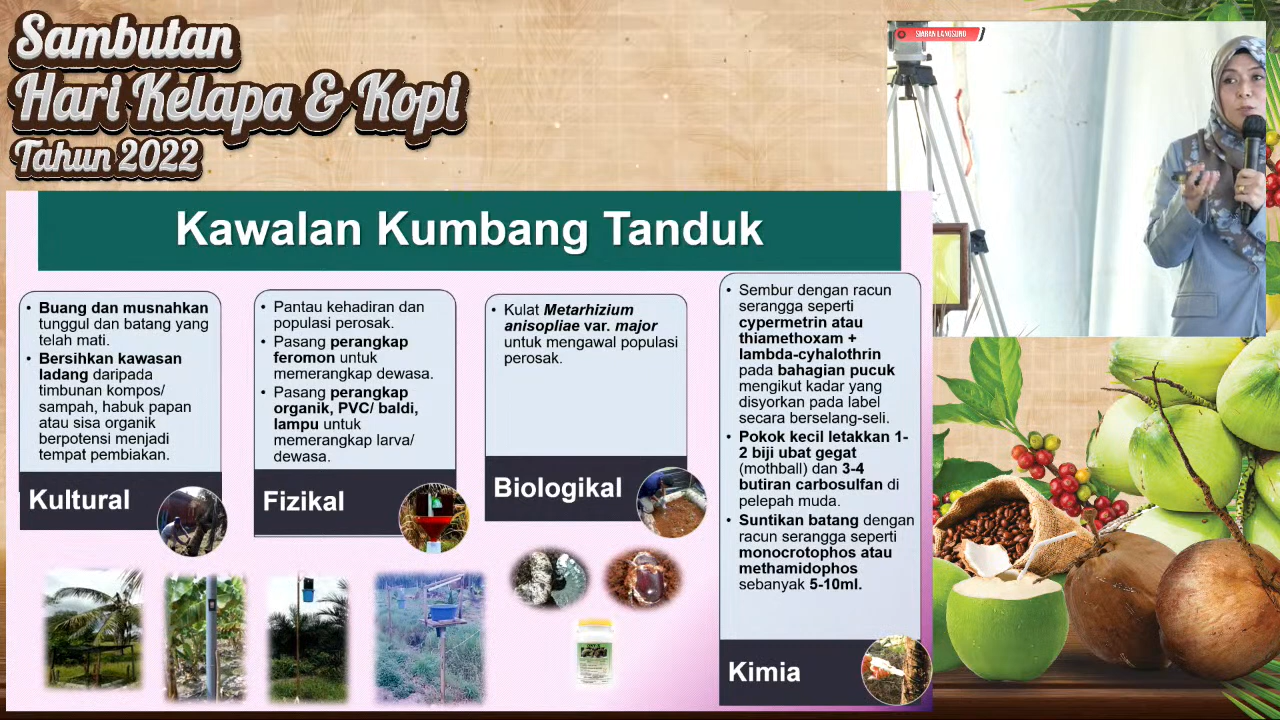 Sambutan
Hari Kelapa & Kopi
Tahun 2022
SIARAN LANGSUNG
Kawalan Kumbang Tanduk
• Buang dan musnahkan
tunggul dan batang yang
telah mati.
• Bersihkan kawasan
ladang daripada
timbunan kompos/
sampah, habuk papan
atau sisa organik
berpotensi menjadi
tempat pembiakan.
Kultural
• Pantau kehadiran dan
populasi perosak.
• Pasang perangkap
feromon untuk
memerangkap dewasa.
• Pasang perangkap
organik, PVC/ baldi,
lampu untuk
memerangkap larva/
dewasa.
Fizikal
• Kulat Metarhizium
anisopliae var. major
untuk mengawal populasi
perosak.
Biologikal
• Sembur dengan racun
serangga seperti
cypermetrin atau
thiamethoxam +
lambda-cyhalothrin
pada bahagian pucuk
mengikut kadar yang
disyorkan pada label
secara berselang-seli.
• Pokok kecil letakkan 1-
2 biji ubat gegat
(mothball) dan 3-4
butiran carbosulfan di
pelepah muda.
• Suntikan batang dengan
racun serangga seperti
monocrotophos atau
methamidophos
sebanyak 5-10ml.
Kimia